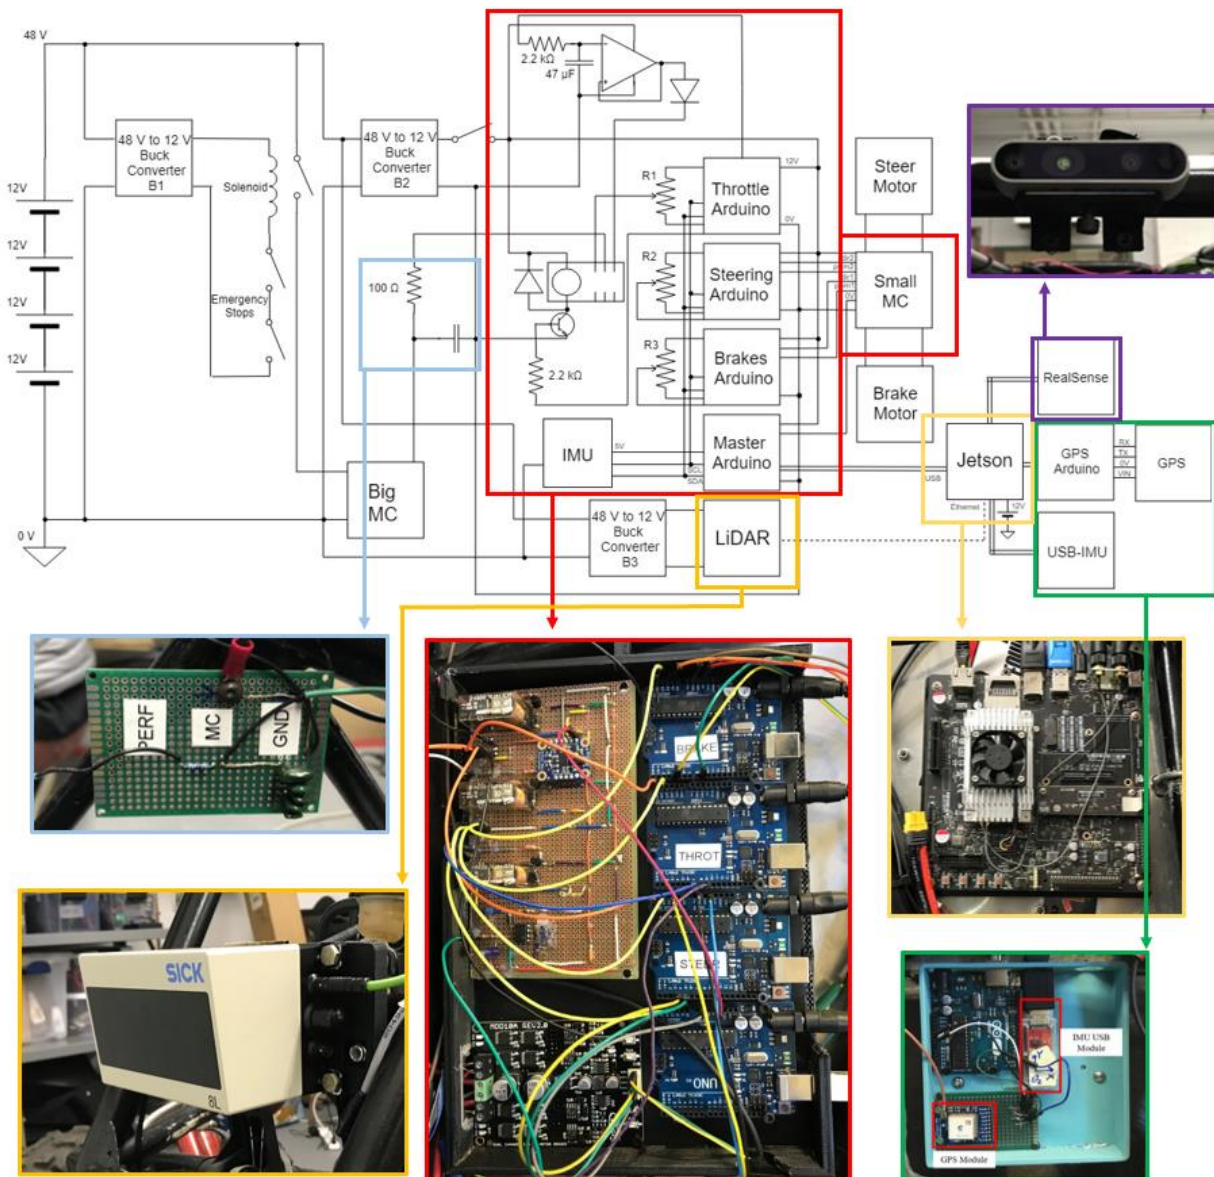 48 V
2.2 kΩ
47 µF
48 V to 12 V
Buck
Converter
B1
48 V to 12 V
Buck
Converter
B2
12V
12V
12V
12V
Solenoid
Emergency
Stops
100 Ω
2.2 kΩ
R1
R2
R3
Throttle
Arduino
12V
0V
Steering
Arduino
Brakes
Arduino
Master
Arduino
SCL
SDA
USB
IMU
5V
Steer
Motor
Small
MC
0V
Brake
Motor
RealSense
Jetson
Ethernet
12V
GPS
Arduino
RX
TX
0V
VIN
GPS
USB-IMU
Big
MC
0 V
48 V to 12 V
Buck
Converter
B3
LiDAR
PERF
MC
GND
SICK
8L
BRAKE
THROT
STEER
UNO
MDD10A REV2.0
IMU USB
Module
GPS Module